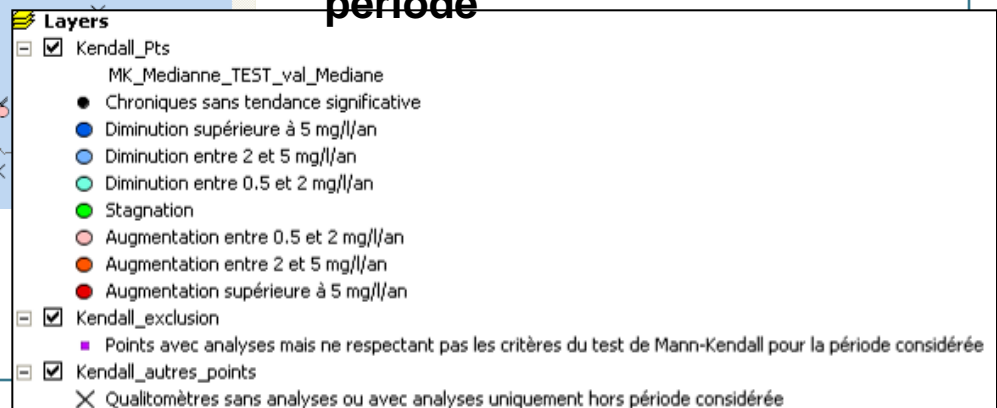 période
Layers
Kendall_Pts
MK_Medianne_TEST_val_Mediane
Chroniques sans tendance significative
Diminution supérieure à 5 mg/l/an
Diminution entre 2 et 5 mg/l/an
Diminution entre 0.5 et 2 mg/l/an
Stagnation
Augmentation entre 0.5 et 2 mg/l/an
Augmentation entre 2 et 5 mg/l/an
Augmentation supérieure à 5 mg/l/an
Kendall_exclusion
Points avec analyses mais ne respectant pas les critères du test de Mann-Kendall pour la période considérée
Kendall_autres_points
Qualitomètres sans analyses ou avec analyses uniquement hors période considérée